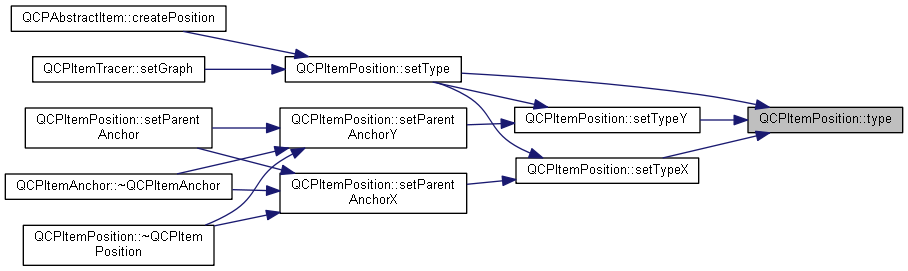 QCPAbstractItem::createPosition
QCPItemTracer::setGraph
QCPItemPosition::setType
QCPItemPosition::setParent
Anchor
QCPItemPosition::setParent
AnchorY
QCPItemPosition::setTypeY
QCPItemPosition::type
QCPItemAnchor::~QCPItemAnchor
QCPItemPosition::setParent
AnchorX
QCPItemPosition::setTypeX
QCPItemPosition::~QCPItem
Position